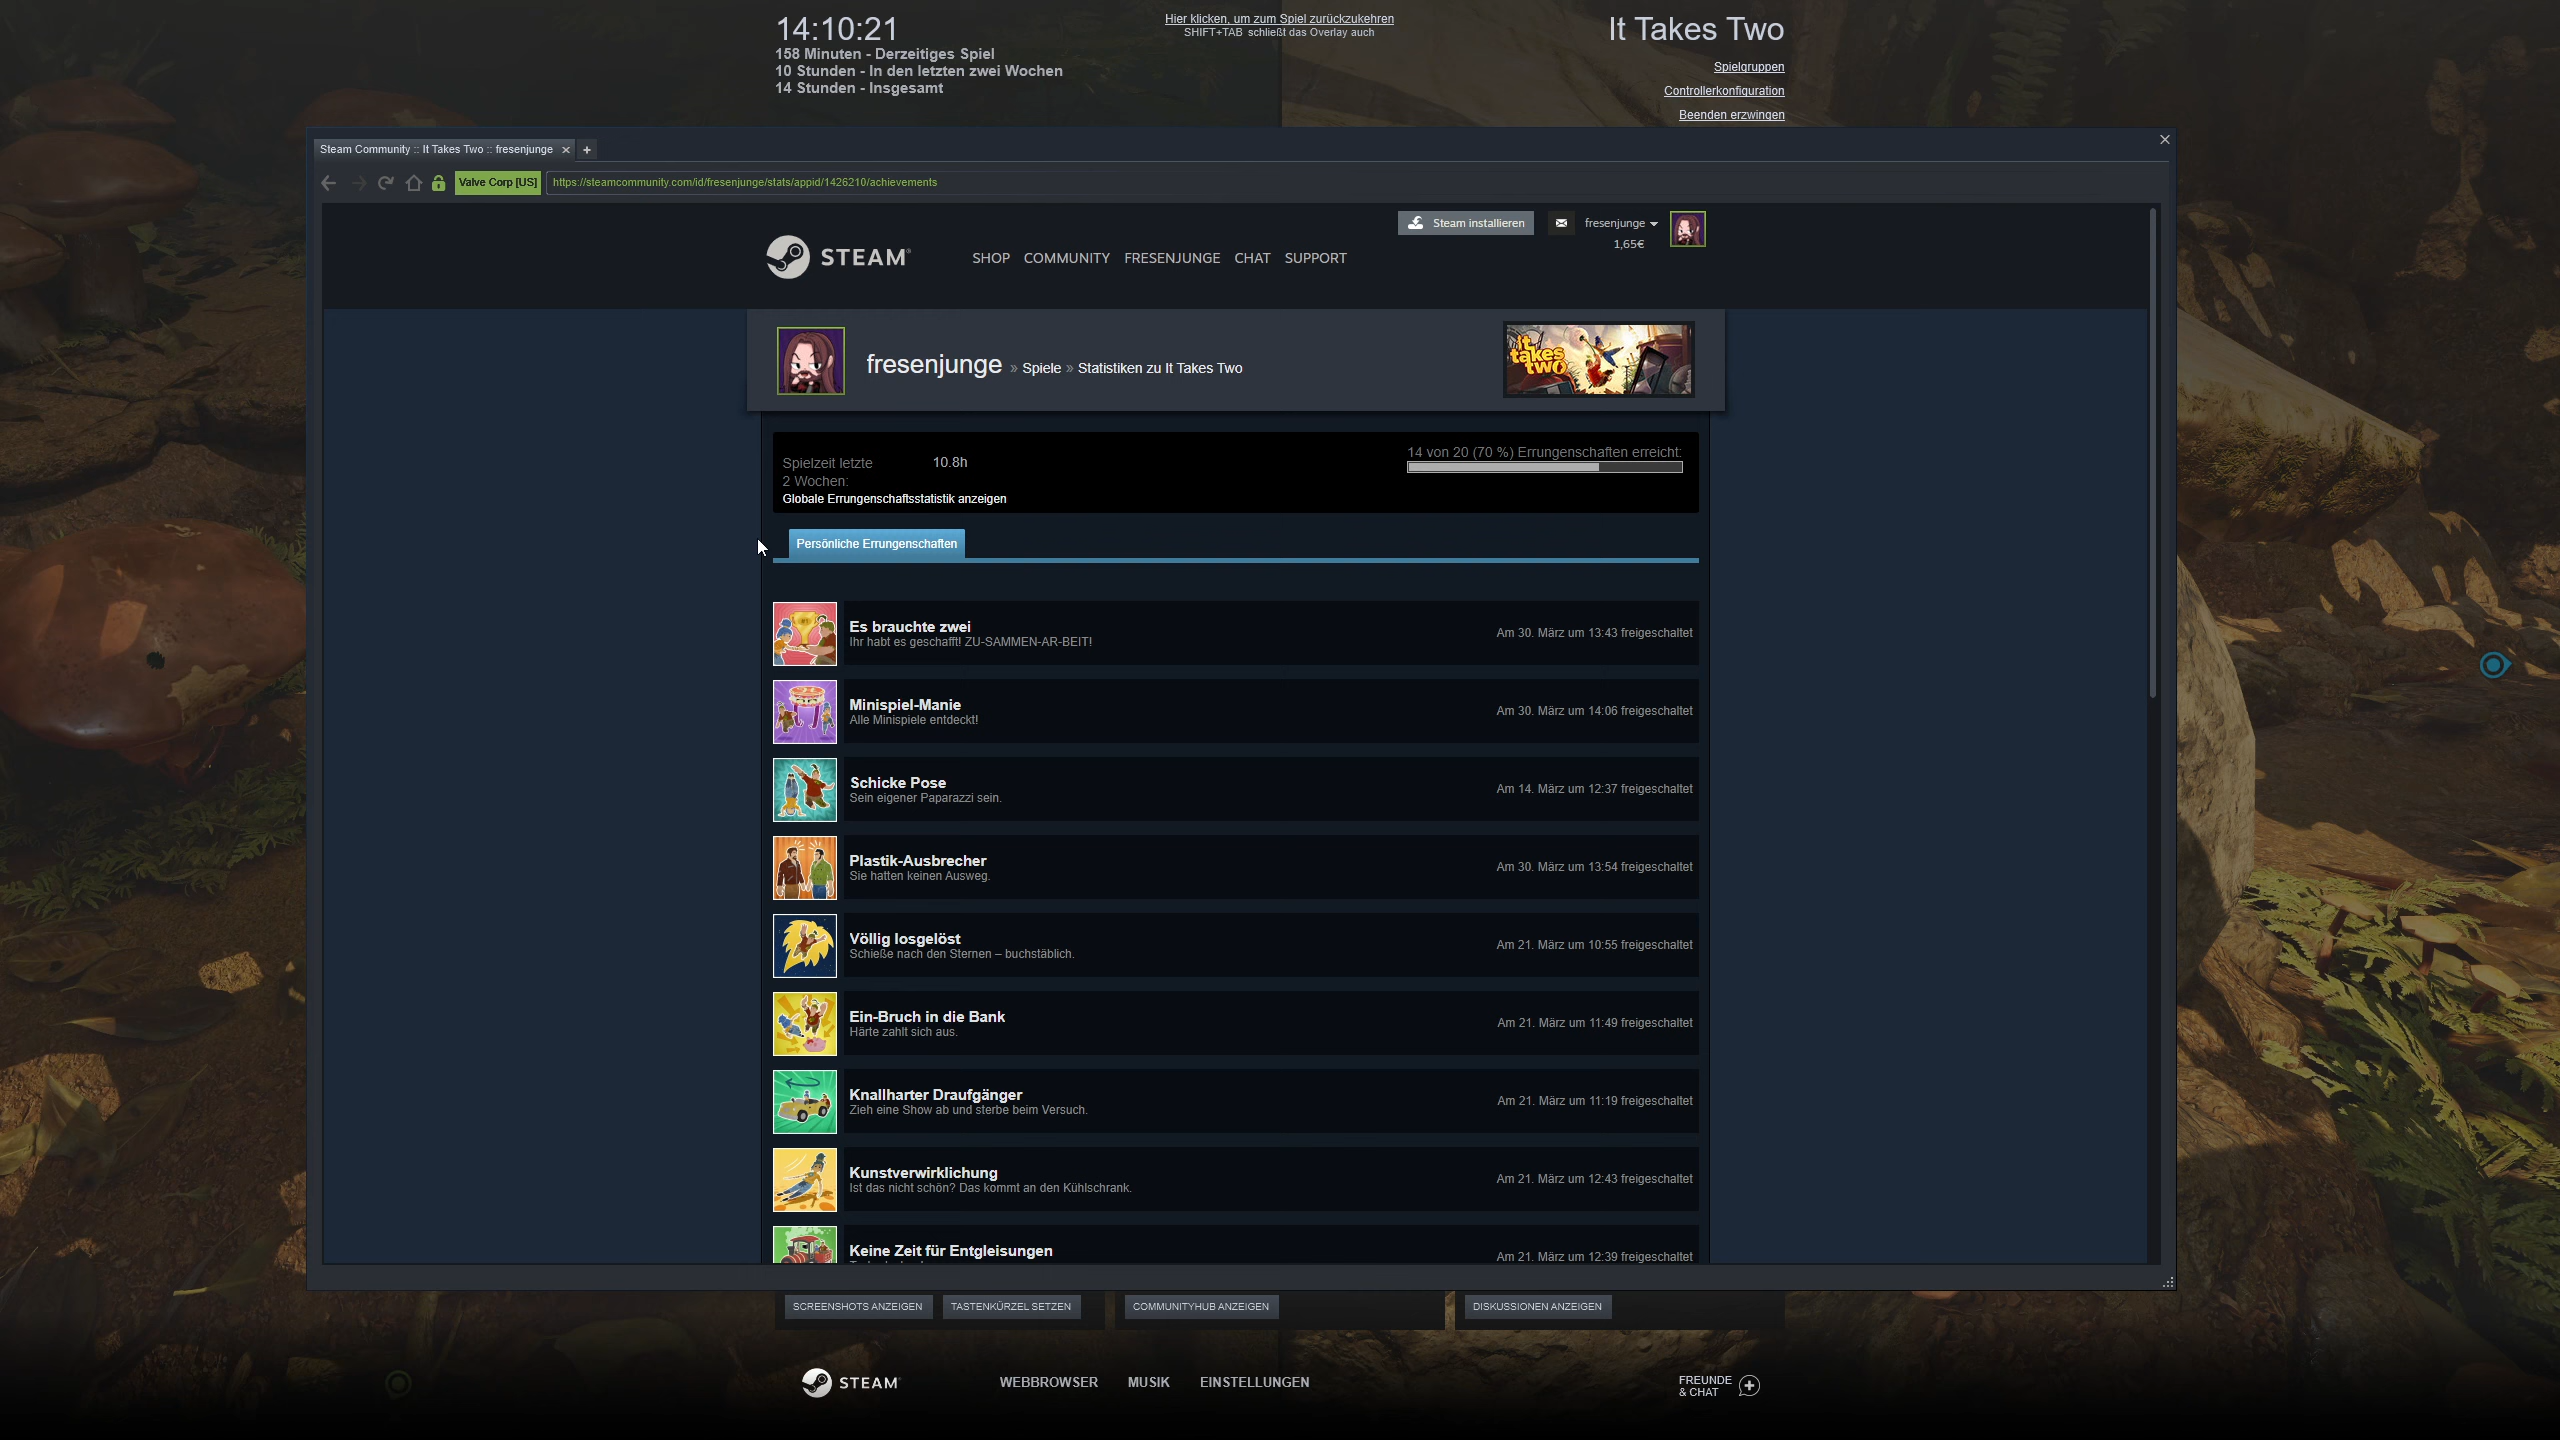 14:10:21
158 Minuten - Derzeitiges Spiel
10 Stunden - In den letzten zwei Wochen
14 Stunden - Insgesamt
Hier klicken, um zum Spiel zurückzukehren
SHIFT+TAB schließt das Overlay auch
It Takes Two
Spielgruppen
Controllerkonfiguration
Beenden erzwingen
Steam Community :: It Takes Two :: fresenjunge
Valve Corp [US]
https://steamcommunity.com/id/fresenjunge/stats/appid/1426210/achievements
Steam installieren
fresenjunge
1,65€
STEAM
SHOP COMMUNITY FRESENJUNGE CHAT SUPPORT
fresenjunge » Spiele » Statistiken zu It Takes Two
it takes two
Spielzeit letzte 2 Wochen:
10.8h
14 von 20 (70 %) Errungenschaften erreicht:
Globale Errungenschaftsstatistik anzeigen
Persönliche Errungenschaften
Es brauchte zwei
Ihr habt es geschafft! ZU-SAMMEN-AR-BEIT!
Am 30. März um 13:43 freigeschaltet
Minispiel-Manie
Alle Minispiele entdeckt!
Am 30. März um 14:06 freigeschaltet
Schicke Pose
Sein eigener Paparazzi sein.
Am 14. März um 12:37 freigeschaltet
Plastik-Ausbrecher
Sie hatten keinen Ausweg.
Am 30. März um 13:54 freigeschaltet
Völlig losgelöst
Schieße nach den Sternen – buchstäblich.
Am 21. März um 10:55 freigeschaltet
Ein-Bruch in die Bank
Härte zahlt sich aus.
Am 21. März um 11:49 freigeschaltet
Knallharter Draufgänger
Zieh eine Show ab und sterbe beim Versuch.
Am 21. März um 11:19 freigeschaltet
Kunstverwirklichung
Ist das nicht schön? Das kommt an den Kühlschrank.
Am 21. März um 12:43 freigeschaltet
Keine Zeit für Entgleisungen
Am 21. März um 12:39 freigeschaltet
SCREENSHOTS ANZEIGEN
TASTENKÜRZEL SETZEN
COMMUNITYHUB ANZEIGEN
DISKUSSIONEN ANZEIGEN
STEAM
WEBBROWSER
MUSIK
EINSTELLUNGEN
FREUNDE
& CHAT